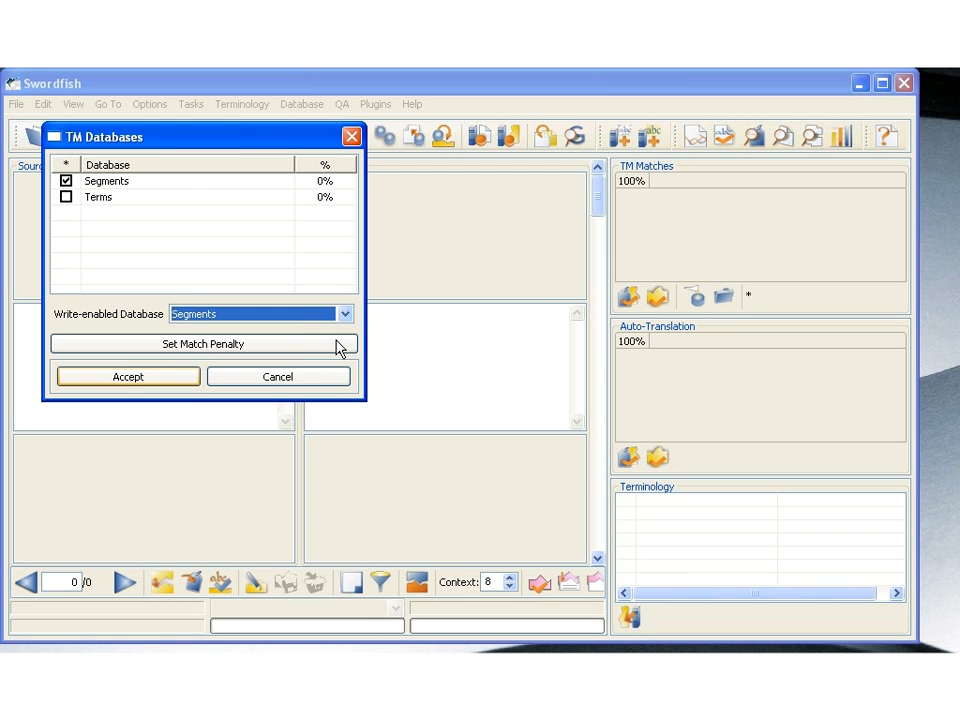 Swordfish
File Edit View Go To Options Tasks Terminology Database QA Plugins Help
TM Databases
* Database %
Segments 0%
Terms 0%
Write-enabled Database Segments
Set Match Penalty
Accept Cancel
TM Matches
100%
*
Auto-Translation
100%
Terminology
0 /0
Context: 8